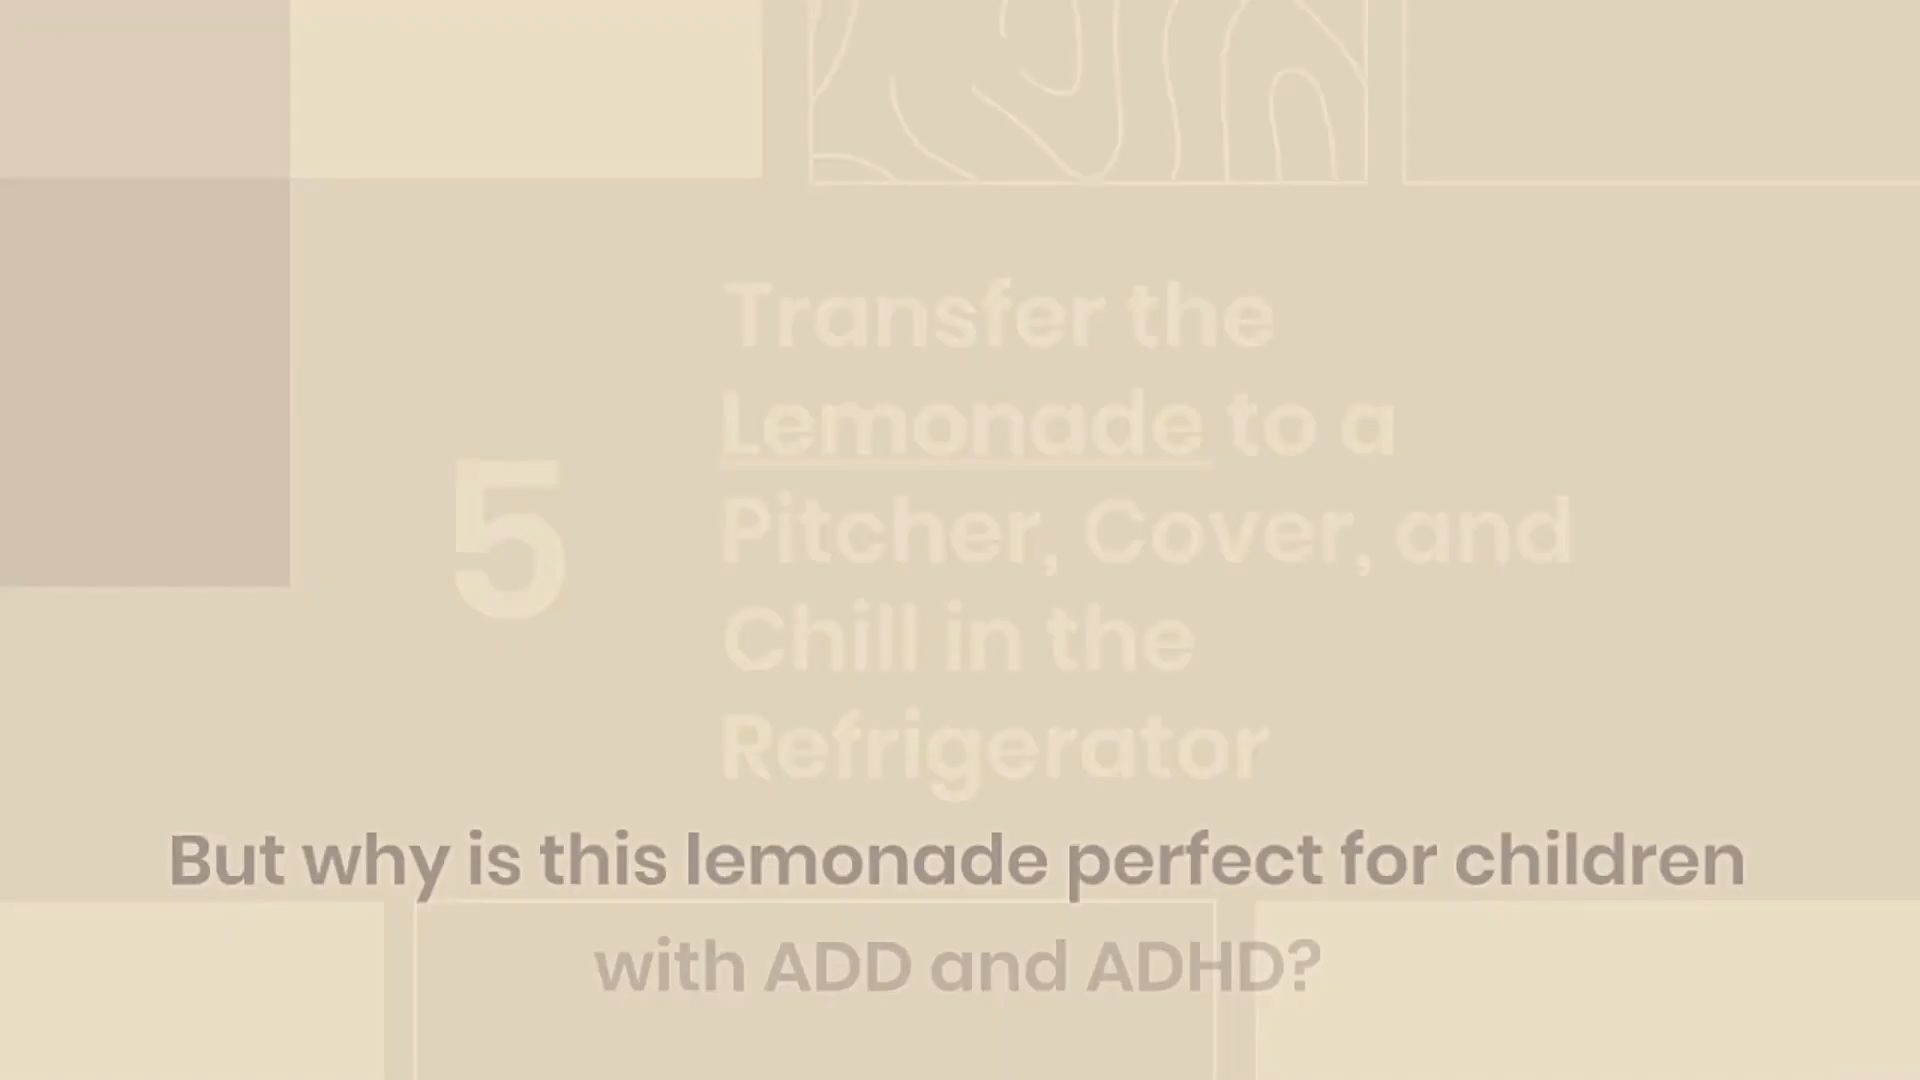 5
Transfer the
Lemonade to a
Pitcher, Cover, and
Chill in the
Refrigerator
But why is this lemonade perfect for children
with ADD and ADHD?